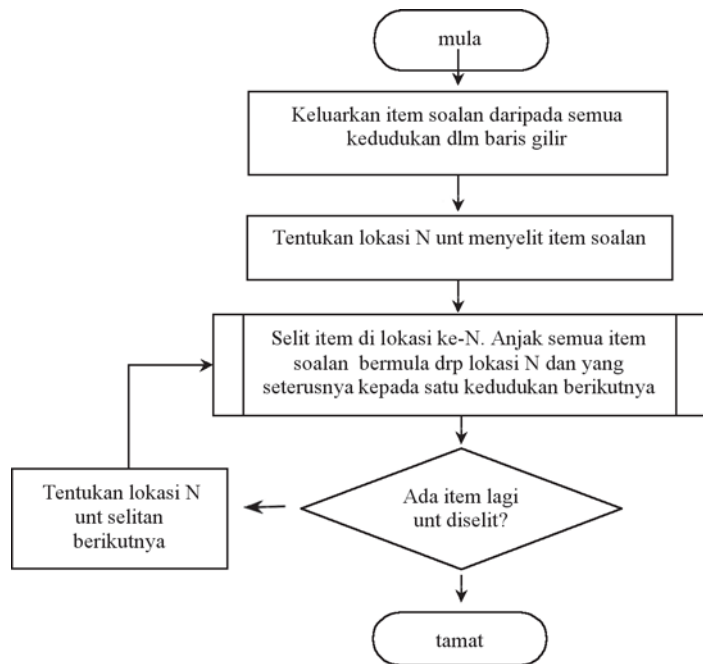 mula
Keluarkan item soalan daripada semua
kedudukan dlm baris gilir
Tentukan lokasi N unt menyelit item soalan
Selit item di lokasi ke-N. Anjak semua item
soalan bermula drp lokasi N dan yang
seterusnya kepada satu kedudukan berikutnya
Ada item lagi
unt diselit?
Tentukan lokasi N
unt selitan
berikutnya
tamat